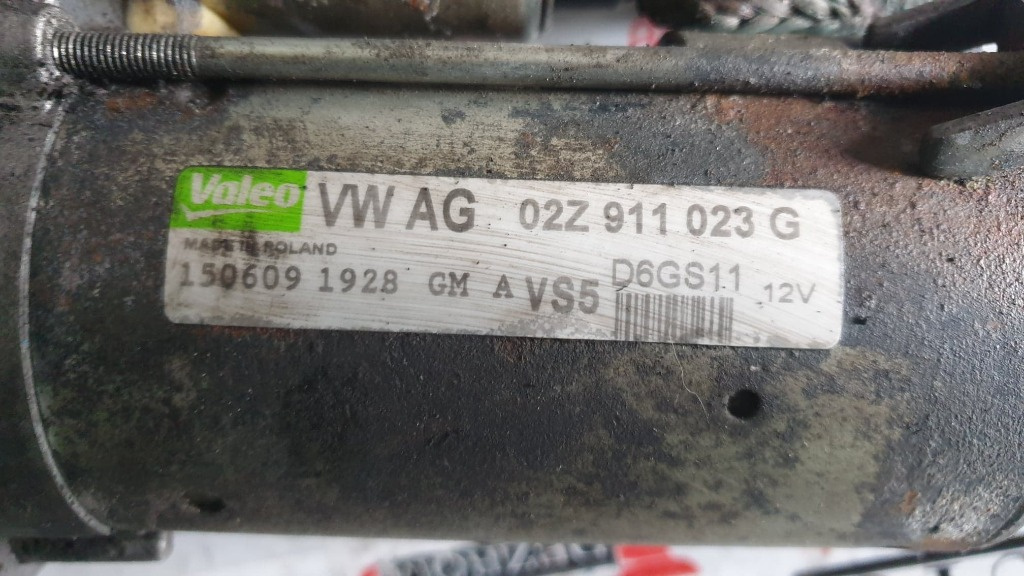 Valeo VW AG 02Z 911 023 G
MADE IN POLAND
150609 1928 GM A VS5 D6GS11 12V